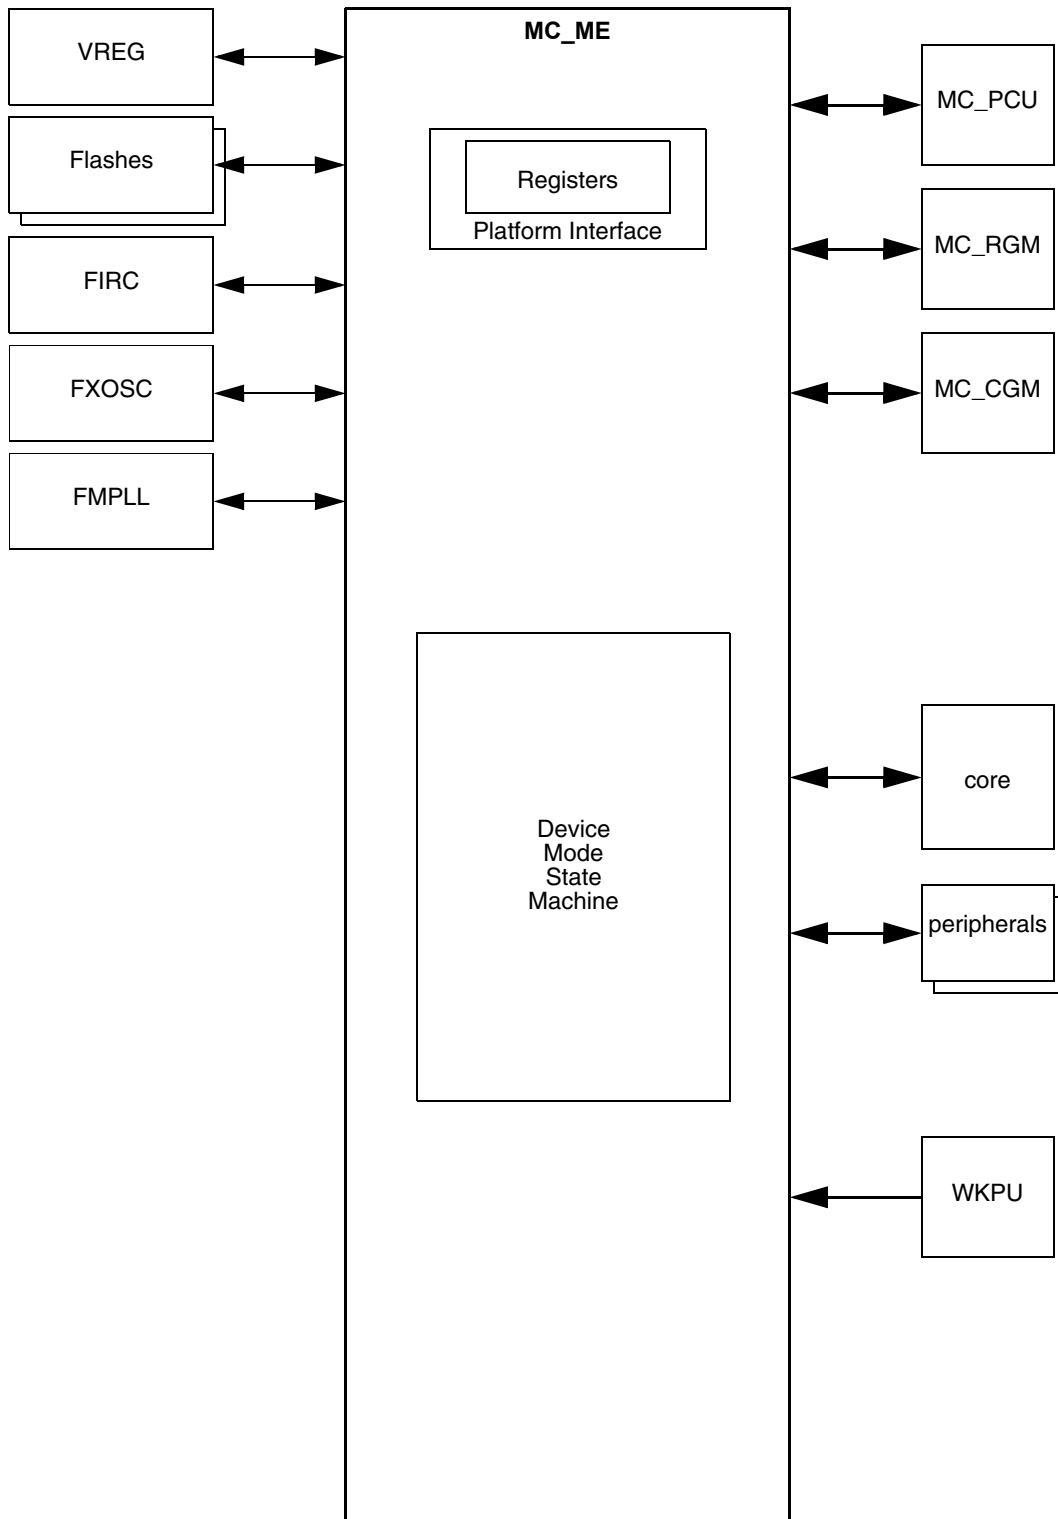 VREG
Flashes
FIRC
FXOSC
FMPLL
MC_ME
Registers
Platform Interface
Device
Mode
State
Machine
MC_PCU
MC_RGM
MC_CGM
core
peripherals
WKPU